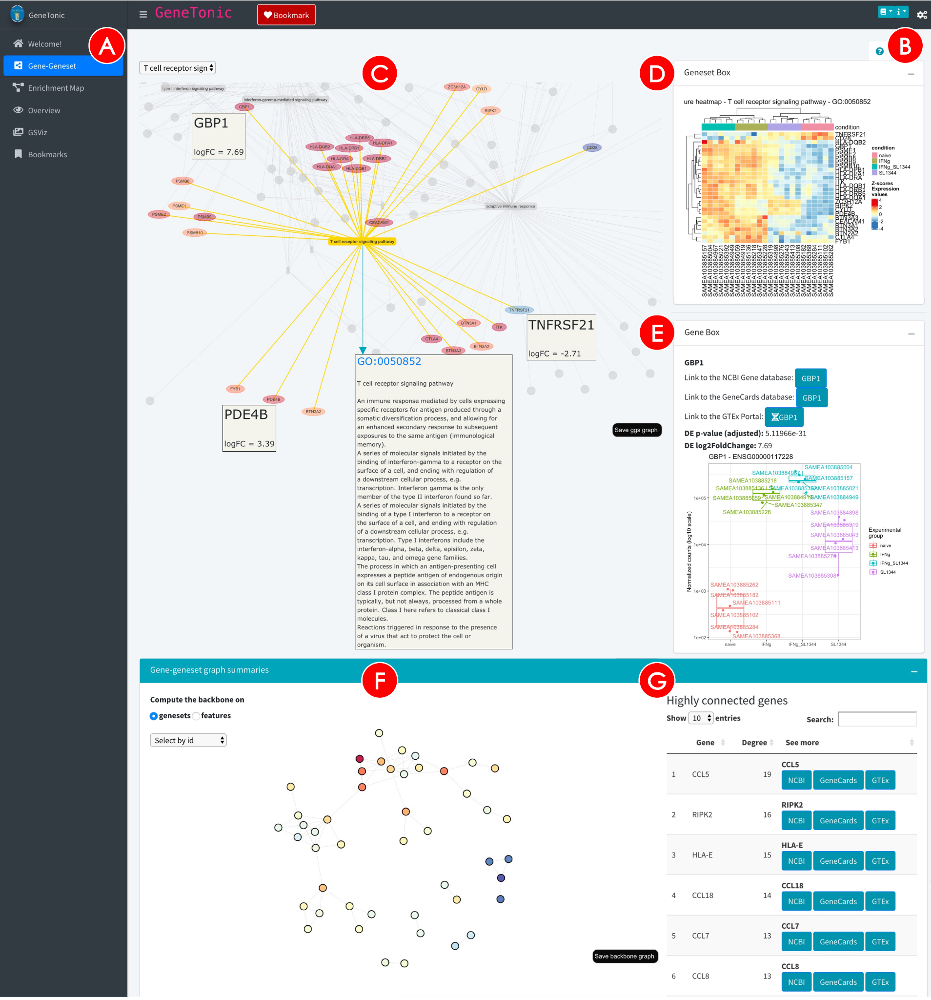 GeneTonic
GeneTonic
Bookmark
A
Welcome!
Gene-Geneset
Enrichment Map
Overview
GSViz
Bookmarks
B
T cell receptor sign
C
type I interferon signaling pathway
interferon-gamma-mediated signaling pathway
ZC3H12A
CYLD
GBP1
RIPK2
GBP1
logFC = 7.69
HLA-DRB5
HLA-DQB2
HLA-DPB1
HLA-DPA1
CD28
HLA-DRA
HLA-DRB1
HLA-DQA1
HLA-DQB1
PSMB8
PSME1
adaptive immune response
PSME2
PSMB9
CEACAM1
PSMB10
T cell receptor signaling pathway
TNFRSF21
BTN3A1
ITK
TNFRSF21
logFC = -2.71
CTLA4
BTN3A2
BTN3A3
FYB1
PDE4B
BTN2A2
PDE4B
logFC = 3.39
GO:0050852
T cell receptor signaling pathway
An immune response mediated by cells expressing
specific receptors for antigen produced through a
somatic diversification process, and allowing for
an enhanced secondary response to subsequent
exposures to the same antigen (immunological
memory).
A series of molecular signals initiated by the
binding of interferon-gamma to a receptor on the
surface of a cell, and ending with regulation of
a downstream cellular process, e.g.
transcription. Interferon gamma is the only
member of the type II interferon found so far.
A series of molecular signals initiated by the
binding of a type I interferon to a receptor on
the surface of a cell, and ending with regulation
of a downstream cellular process, e.g.
transcription. Type I interferons include the
interferon-alpha, beta, delta, episilon, zeta,
kappa, tau, and omega gene families.
The process in which an antigen-presenting cell
expresses a peptide antigen of endogenous origin
on its cell surface in association with an MHC
class I protein complex. The peptide antigen is
typically, but not always, processed from a whole
protein. Class I here refers to classical class I
molecules.
Reactions triggered in response to the presence
of a virus that act to protect the cell or
organism.
Save ggs graph
D
Geneset Box
ure heatmap - T cell receptor signaling pathway - GO:0050852
condition
TNFRSF21
CD28
HLA-DQB2
GBP1
PSME1
PSME2
PSMB8
PSMB9
PSMB10
HLA-DPB1
HLA-DPA1
HLA-DRA
ITK
HLA-DQB1
HLA-DRB1
HLA-DRB5
HLA-DQA1
ZC3H12A
RIPK2
CYLD
PDE4B
BTN3A3
CEACAM1
BTN3A1
BTN3A2
BTN2A2
CTLA4
FYB1
condition
naive
IFNg
IFNg_SL1344
SL1344
Z-scores
Expression
values
4
2
0
-2
-4
SAMEA103885157
SAMEA103885004
SAMEA103884967
SAMEA103885021
SAMEA103885392
SAMEA103884949
SAMEA103885059
SAMEA103884919
SAMEA103885136
SAMEA103885218
SAMEA103885347
SAMEA103885228
SAMEA103885319
SAMEA103884898
SAMEA103885276
SAMEA103885043
SAMEA103885413
SAMEA103885308
SAMEA103885182
SAMEA103885368
SAMEA103885284
SAMEA103885111
SAMEA103885102
SAMEA103885262
E
Gene Box
GBP1
Link to the NCBI Gene database: GBP1
Link to the GeneCards database: GBP1
Link to the GTEx Portal: GBP1
DE p-value (adjusted): 5.11966e-31
DE log2FoldChange: 7.69
GBP1 - ENSG00000117228
Normalized counts (log10 scale)
1e+05
1e+04
1e+03
1e+02
SAMEA103885004
SAMEA103884967
SAMEA103885157
SAMEA103885218
SAMEA103885136
SAMEA103885392
SAMEA103885021
SAMEA103885059
SAMEA103884919
SAMEA103884949
SAMEA103885347
SAMEA103885228
SAMEA103884898
SAMEA103885319
SAMEA103885043
SAMEA103885413
SAMEA103885276
SAMEA103885308
SAMEA103885262
SAMEA103885182
SAMEA103885111
SAMEA103885102
SAMEA103885284
SAMEA103885368
naive
IFNg
IFNg_SL1344
SL1344
Experimental
group
naive
IFNg
IFNg_SL1344
SL1344
Gene-geneset graph summaries
F
G
Compute the backbone on
genesets features
Select by id
Save backbone graph
Highly connected genes
Show 10 entries
Search:
Gene Degree See more
CCL5
1 CCL5 19 NCBI GeneCards GTEx
RIPK2
2 RIPK2 16 NCBI GeneCards GTEx
HLA-E
3 HLA-E 15 NCBI GeneCards GTEx
CCL18
4 CCL18 14 NCBI GeneCards GTEx
CCL7
5 CCL7 13 NCBI GeneCards GTEx
CCL8
6 CCL8 13 NCBI GeneCards GTEx